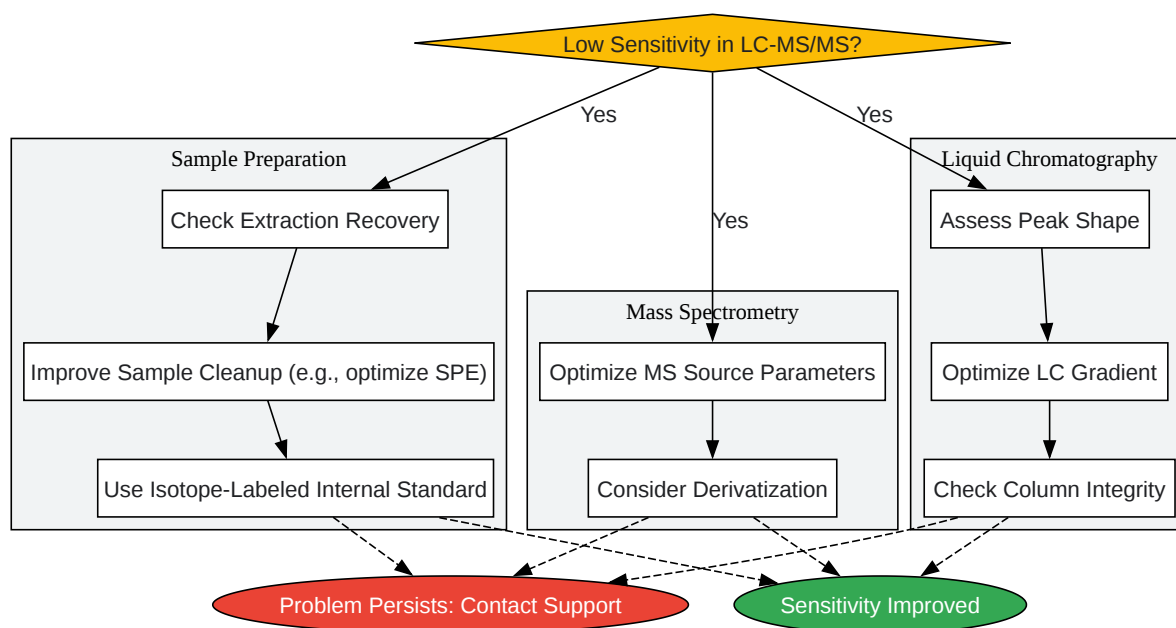 Low Sensitivity in LC-MS/MS?
Yes
Yes
Yes
Sample Preparation
Liquid Chromatography
Check Extraction Recovery
Assess Peak Shape
Mass Spectrometry
Improve Sample Cleanup (e.g., optimize SPE)
Optimize MS Source Parameters
Optimize LC Gradient
Use Isotope-Labeled Internal Standard
Consider Derivatization
Check Column Integrity
Problem Persists: Contact Support
Sensitivity Improved